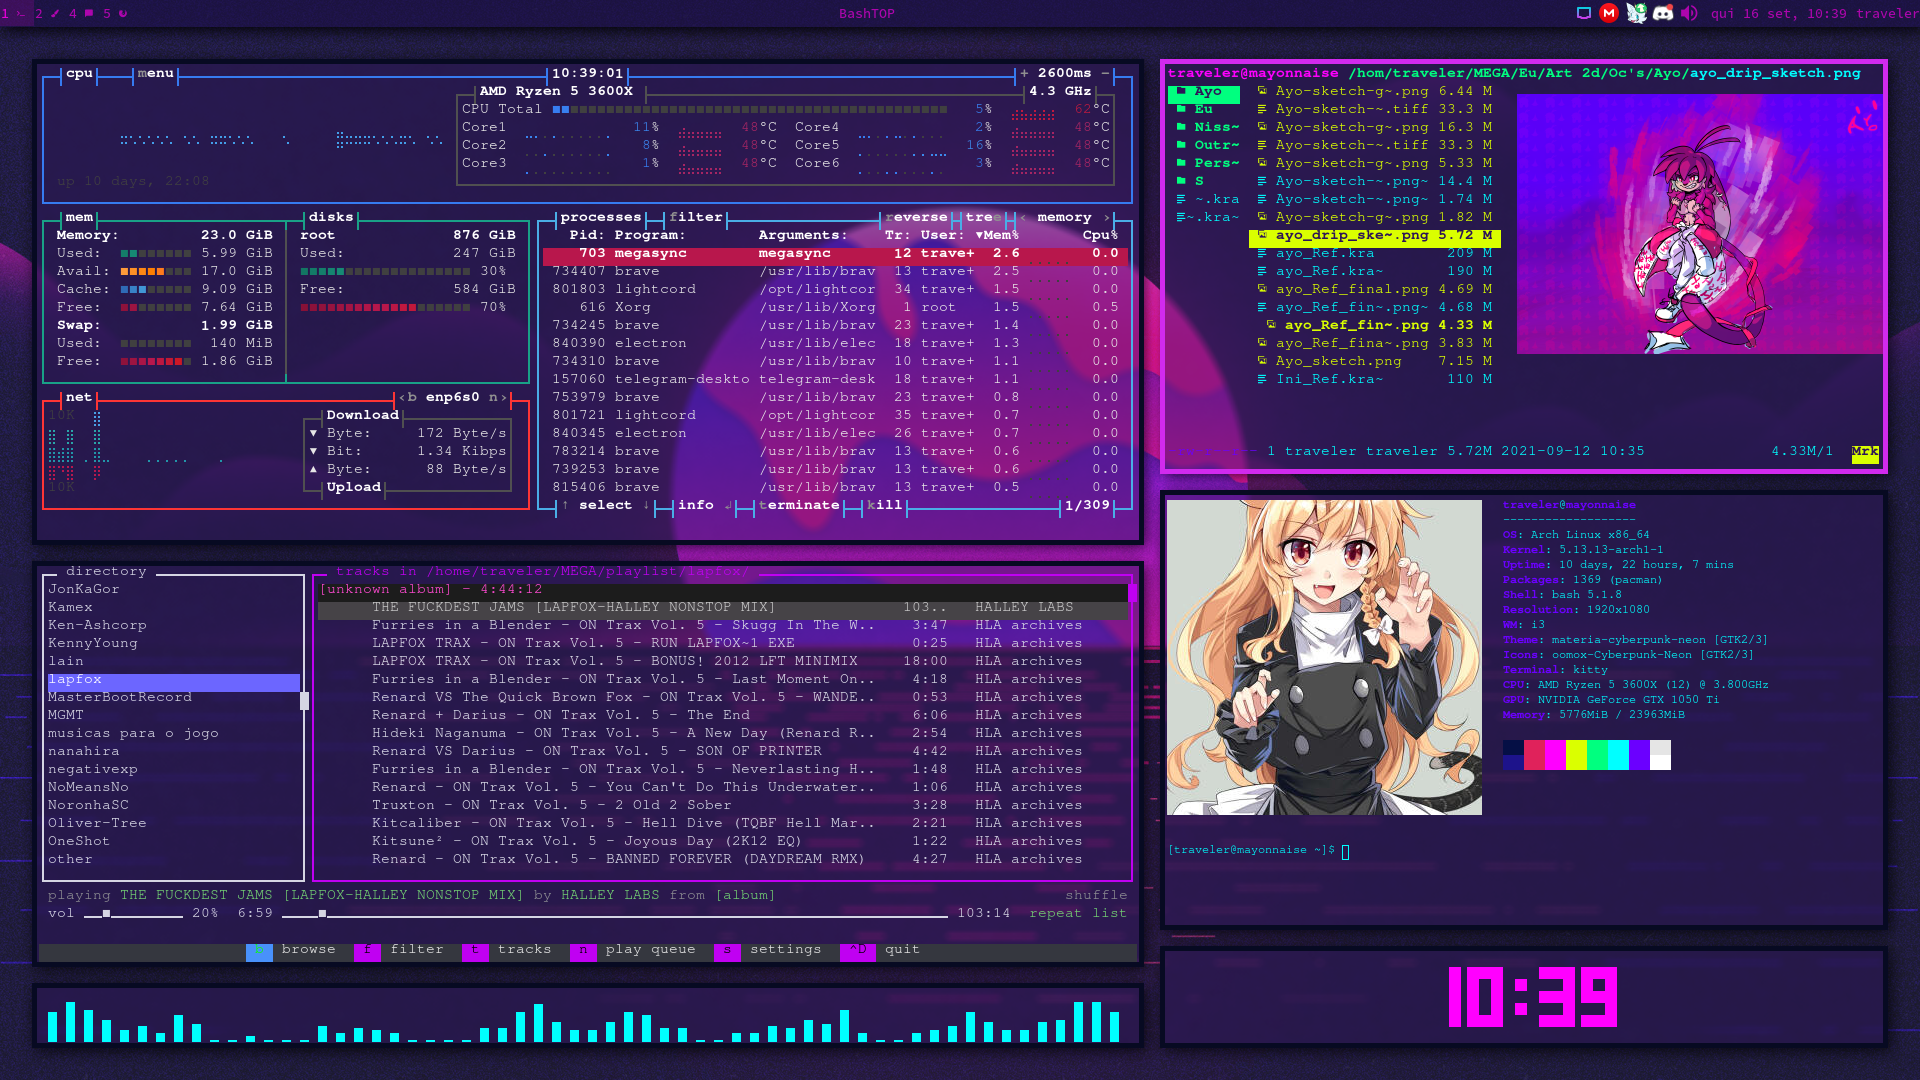 1 2 4 5 BashTOP qui 16 set, 10:39 traveler
cpu menu 10:39:01 + 2600ms -
AMD Ryzen 5 3600X 4.3 GHz
CPU Total 5% 62°C
Core1 11% 48°C Core4 2% 48°C
Core2 8% 48°C Core5 16% 48°C
Core3 1% 48°C Core6 3% 48°C
up 10 days, 22:08
mem disks
Memory: 23.0 GiB root 876 GiB
Used: 5.99 GiB Used: 247 GiB
Avail: 17.0 GiB 30%
Cache: 9.09 GiB Free: 584 GiB
Free: 7.64 GiB 70%
Swap: 1.99 GiB
Used: 140 MiB
Free: 1.86 GiB
net ‹b enp6s0 n›
10K Download
▼ Byte: 172 Byte/s
▼ Bit: 1.34 Kibps
▲ Byte: 88 Byte/s
10K Upload
processes filter reverse tree ‹ memory ›
Pid: Program: Arguments: Tr: User: ▼Mem% Cpu%
703 megasync megasync 12 trave+ 2.6 0.0
734407 brave /usr/lib/brav 13 trave+ 2.5 0.0
801803 lightcord /opt/lightcor 34 trave+ 1.5 0.0
616 Xorg /usr/lib/Xorg 1 root 1.5 0.5
734245 brave /usr/lib/brav 23 trave+ 1.4 0.0
840390 electron /usr/lib/elec 18 trave+ 1.3 0.0
734310 brave /usr/lib/brav 10 trave+ 1.1 0.0
157060 telegram-deskto telegram-desk 18 trave+ 1.1 0.0
753979 brave /usr/lib/brav 23 trave+ 0.8 0.0
801721 lightcord /opt/lightcor 35 trave+ 0.7 0.0
840345 electron /usr/lib/elec 26 trave+ 0.7 0.0
783214 brave /usr/lib/brav 13 trave+ 0.6 0.0
739253 brave /usr/lib/brav 13 trave+ 0.6 0.0
815406 brave /usr/lib/brav 13 trave+ 0.5 0.0
↑ select ↓ info ↲ terminate kill 1/309
directory
JonKaGor
Kamex
Ken-Ashcorp
KennyYoung
lain
lapfox
MasterBootRecord
MGMT
musicas para o jogo
nanahira
negativexp
NoMeansNo
NoronhaSC
Oliver-Tree
OneShot
other
tracks in /home/traveler/MEGA/playlist/lapfox/
[unknown album] - 4:44:12
THE FUCKDEST JAMS [LAPFOX-HALLEY NONSTOP MIX] 103.. HALLEY LABS
Furries in a Blender - ON Trax Vol. 5 - Skugg In The W.. 3:47 HLA archives
LAPFOX TRAX - ON Trax Vol. 5 - RUN LAPFOX~1 EXE 0:25 HLA archives
LAPFOX TRAX - ON Trax Vol. 5 - BONUS! 2012 LFT MINIMIX 18:00 HLA archives
Furries in a Blender - ON Trax Vol. 5 - Last Moment On.. 4:18 HLA archives
Renard VS The Quick Brown Fox - ON Trax Vol. 5 - WANDE.. 0:53 HLA archives
Renard + Darius - ON Trax Vol. 5 - The End 6:06 HLA archives
Hideki Naganuma - ON Trax Vol. 5 - A New Day (Renard R.. 2:54 HLA archives
Renard VS Darius - ON Trax Vol. 5 - SON OF PRINTER 4:42 HLA archives
Furries in a Blender - ON Trax Vol. 5 - Neverlasting H.. 1:48 HLA archives
Renard - ON Trax Vol. 5 - You Can't Do This Underwater.. 1:06 HLA archives
Truxton - ON Trax Vol. 5 - 2 Old 2 Sober 3:28 HLA archives
Kitcaliber - ON Trax Vol. 5 - Hell Dive (TQBF Hell Mar.. 2:21 HLA archives
Kitsune² - ON Trax Vol. 5 - Joyous Day (2K12 EQ) 1:22 HLA archives
Renard - ON Trax Vol. 5 - BANNED FOREVER (DAYDREAM RMX) 4:27 HLA archives
playing THE FUCKDEST JAMS [LAPFOX-HALLEY NONSTOP MIX] by HALLEY LABS from [album] shuffle
vol 20% 6:59 103:14 repeat list
b browse f filter t tracks n play queue s settings ^D quit
traveler@mayonnaise /hom/traveler/MEGA/Eu/Art 2d/Oc's/Ayo/ayo_drip_sketch.png
Ayo Ayo-sketch-g~.png 6.44 M
Eu Ayo-sketch-~~.tiff 33.3 M
Niss~ Ayo-sketch-g~.png 16.3 M
Outr~ Ayo-sketch-~~.tiff 33.3 M
Pers~ Ayo-sketch-g~.png 5.33 M
S Ayo-sketch-~~.png~ 14.4 M
~.kra Ayo-sketch-~~.png~ 1.74 M
~.kra~ Ayo-sketch-g~.png 1.82 M
ayo_drip_ske~.png 5.72 M
ayo_Ref.kra 209 M
ayo_Ref.kra~ 190 M
ayo_Ref_final.png 4.69 M
ayo_Ref_fin~.png~ 4.68 M
ayo_Ref_fin~.png 4.33 M
ayo_Ref_fina~.png 3.83 M
Ayo_sketch.png 7.15 M
Ini_Ref.kra~ 110 M
1 traveler traveler 5.72M 2021-09-12 10:35 4.33M/1 Mrk
traveler@mayonnaise
-------------------
OS: Arch Linux x86_64
Kernel: 5.13.13-arch1-1
Uptime: 10 days, 22 hours, 7 mins
Packages: 1369 (pacman)
Shell: bash 5.1.8
Resolution: 1920x1080
WM: i3
Theme: materia-cyberpunk-neon [GTK2/3]
Icons: oomox-Cyberpunk-Neon [GTK2/3]
Terminal: kitty
CPU: AMD Ryzen 5 3600X (12) @ 3.800GHz
GPU: NVIDIA GeForce GTX 1050 Ti
Memory: 5776MiB / 23963MiB
[traveler@mayonnaise ~]$
10:39